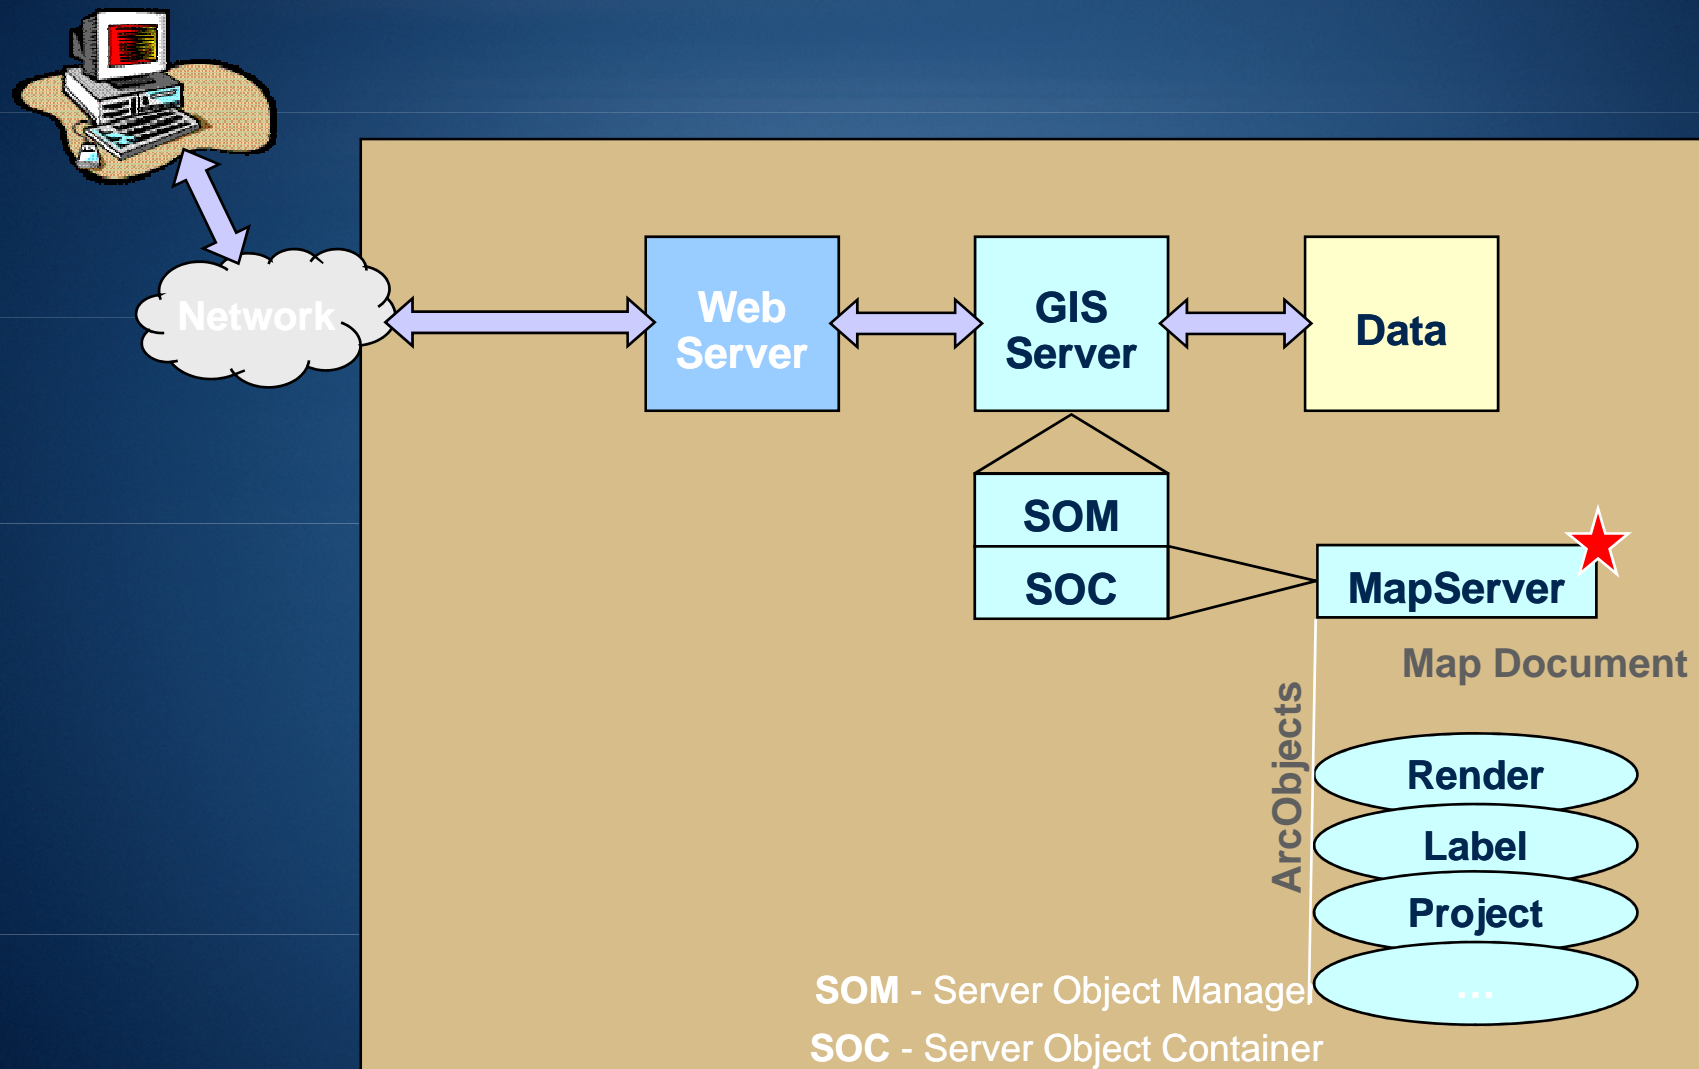 Network
Web
Server
GIS
Server
Data
SOM
SOC
MapServer
Map Document
ArcObjects
Render
Label
Project
...
SOM - Server Object Manager
SOC - Server Object Container